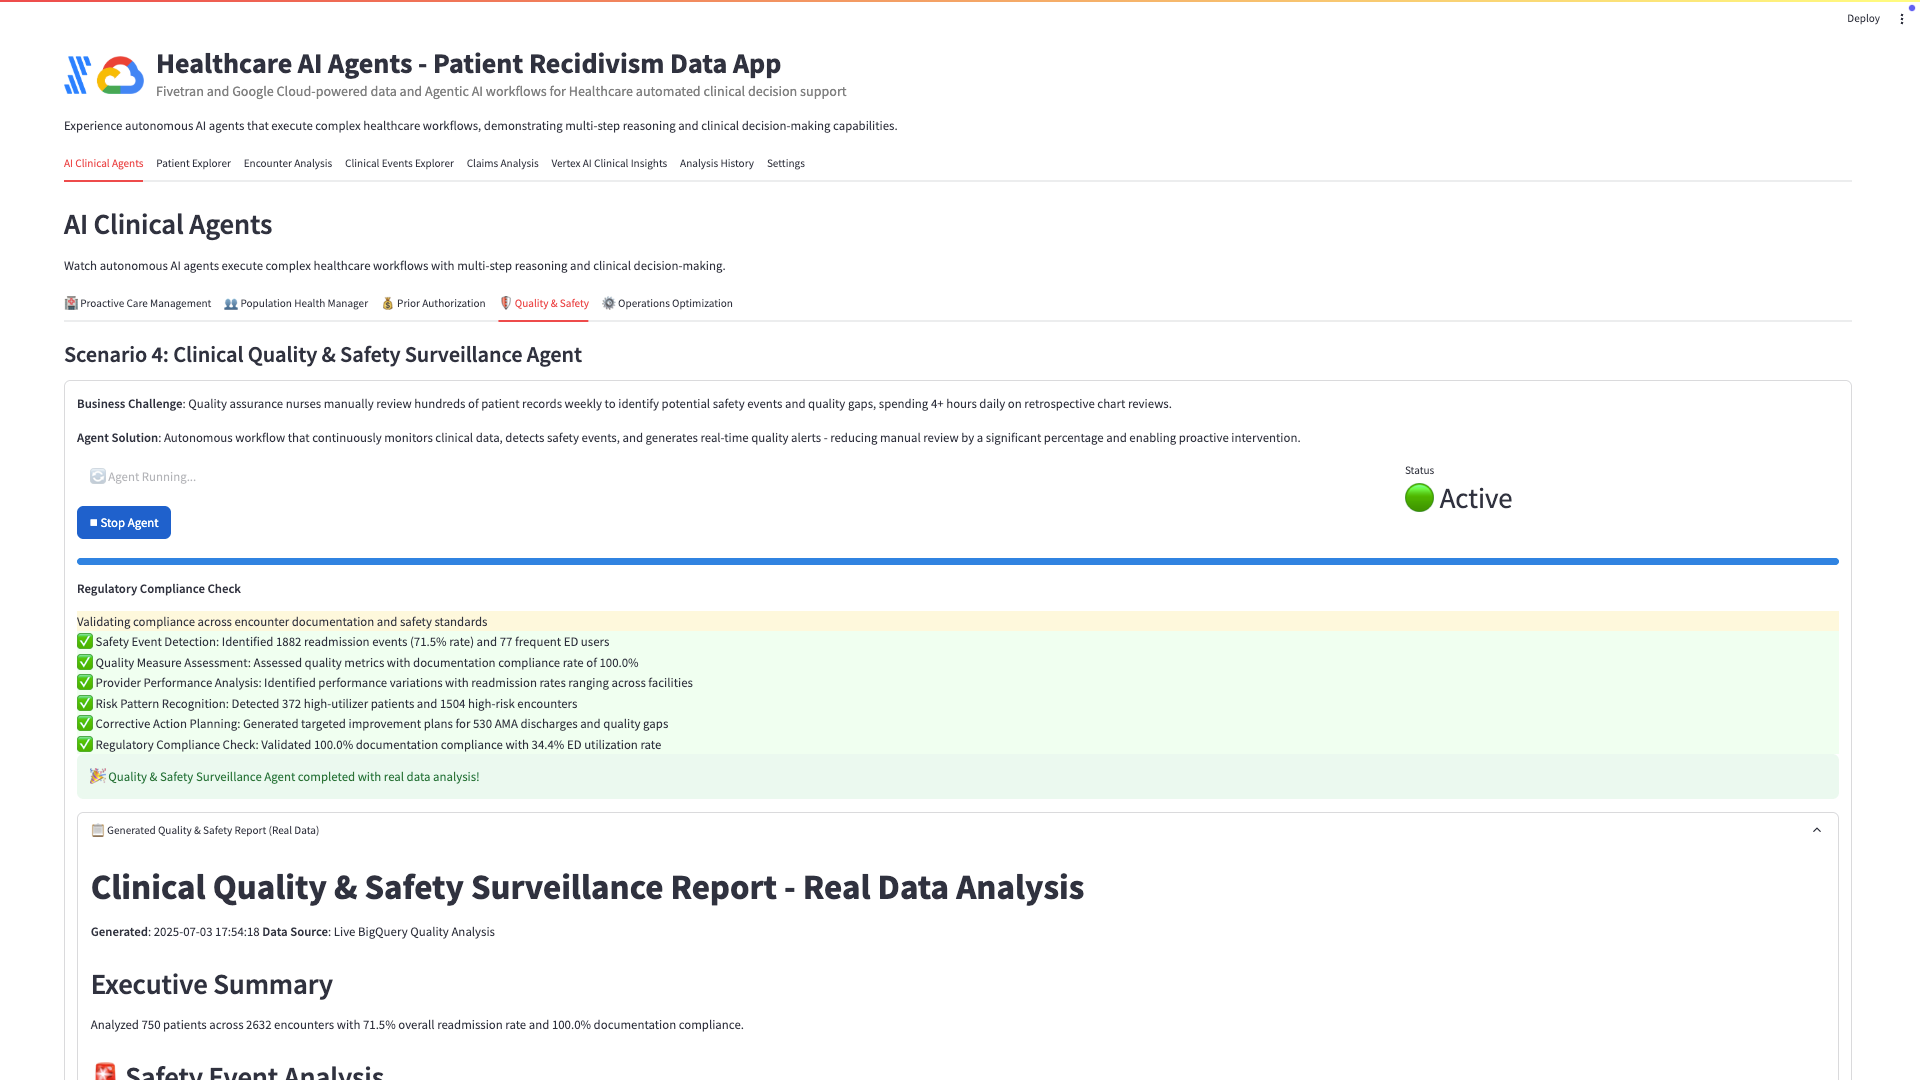 Deploy
Healthcare AI Agents - Patient Recidivism Data App
Fivetran and Google Cloud-powered data and Agentic AI workflows for Healthcare automated clinical decision support
Experience autonomous AI agents that execute complex healthcare workflows, demonstrating multi-step reasoning and clinical decision-making capabilities.
AI Clinical Agents Patient Explorer Encounter Analysis Clinical Events Explorer Claims Analysis Vertex AI Clinical Insights Analysis History Settings
AI Clinical Agents
Watch autonomous AI agents execute complex healthcare workflows with multi-step reasoning and clinical decision-making.
Proactive Care Management Population Health Manager Prior Authorization Quality & Safety Operations Optimization
Scenario 4: Clinical Quality & Safety Surveillance Agent
Business Challenge: Quality assurance nurses manually review hundreds of patient records weekly to identify potential safety events and quality gaps, spending 4+ hours daily on retrospective chart reviews.
Agent Solution: Autonomous workflow that continuously monitors clinical data, detects safety events, and generates real-time quality alerts - reducing manual review by a significant percentage and enabling proactive intervention.
Agent Running...
Status
Active
Stop Agent
Regulatory Compliance Check
Validating compliance across encounter documentation and safety standards
✅ Safety Event Detection: Identified 1882 readmission events (71.5% rate) and 77 frequent ED users
✅ Quality Measure Assessment: Assessed quality metrics with documentation compliance rate of 100.0%
✅ Provider Performance Analysis: Identified performance variations with readmission rates ranging across facilities
✅ Risk Pattern Recognition: Detected 372 high-utilizer patients and 1504 high-risk encounters
✅ Corrective Action Planning: Generated targeted improvement plans for 530 AMA discharges and quality gaps
✅ Regulatory Compliance Check: Validated 100.0% documentation compliance with 34.4% ED utilization rate
🎉 Quality & Safety Surveillance Agent completed with real data analysis!
📋 Generated Quality & Safety Report (Real Data)
Clinical Quality & Safety Surveillance Report - Real Data Analysis
Generated: 2025-07-03 17:54:18 Data Source: Live BigQuery Quality Analysis
Executive Summary
Analyzed 750 patients across 2632 encounters with 71.5% overall readmission rate and 100.0% documentation compliance.
🚨 Safety Event Analysis